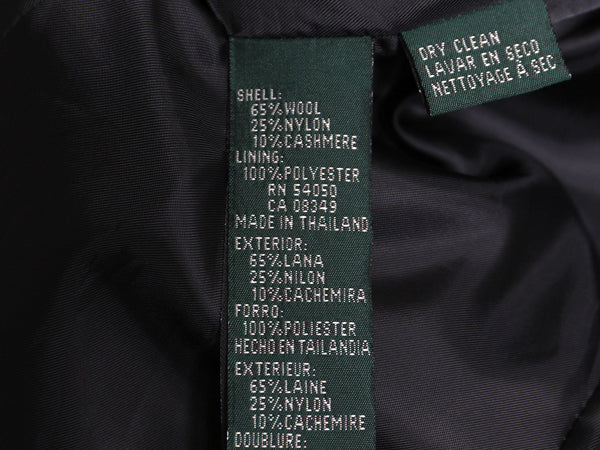 DRY CLEAN
LAVAR EN SECO
NETTOYAGE À SEC
SHELL:
65%WOOL
25%NYLON
10%CASHMERE
LINING:
100%POLYESTER
RN 54050
CA 08349
MADE IN THAILAND
EXTERIOR:
65%LANA
25%NILON
10%CACHEMIRA
FORRO:
100%POLIESTER
HECHO EN TAILANDIA
EXTERIEUR:
65%LAINE
25%NYLON
10%CACHEMIRE
DOUBLURE: